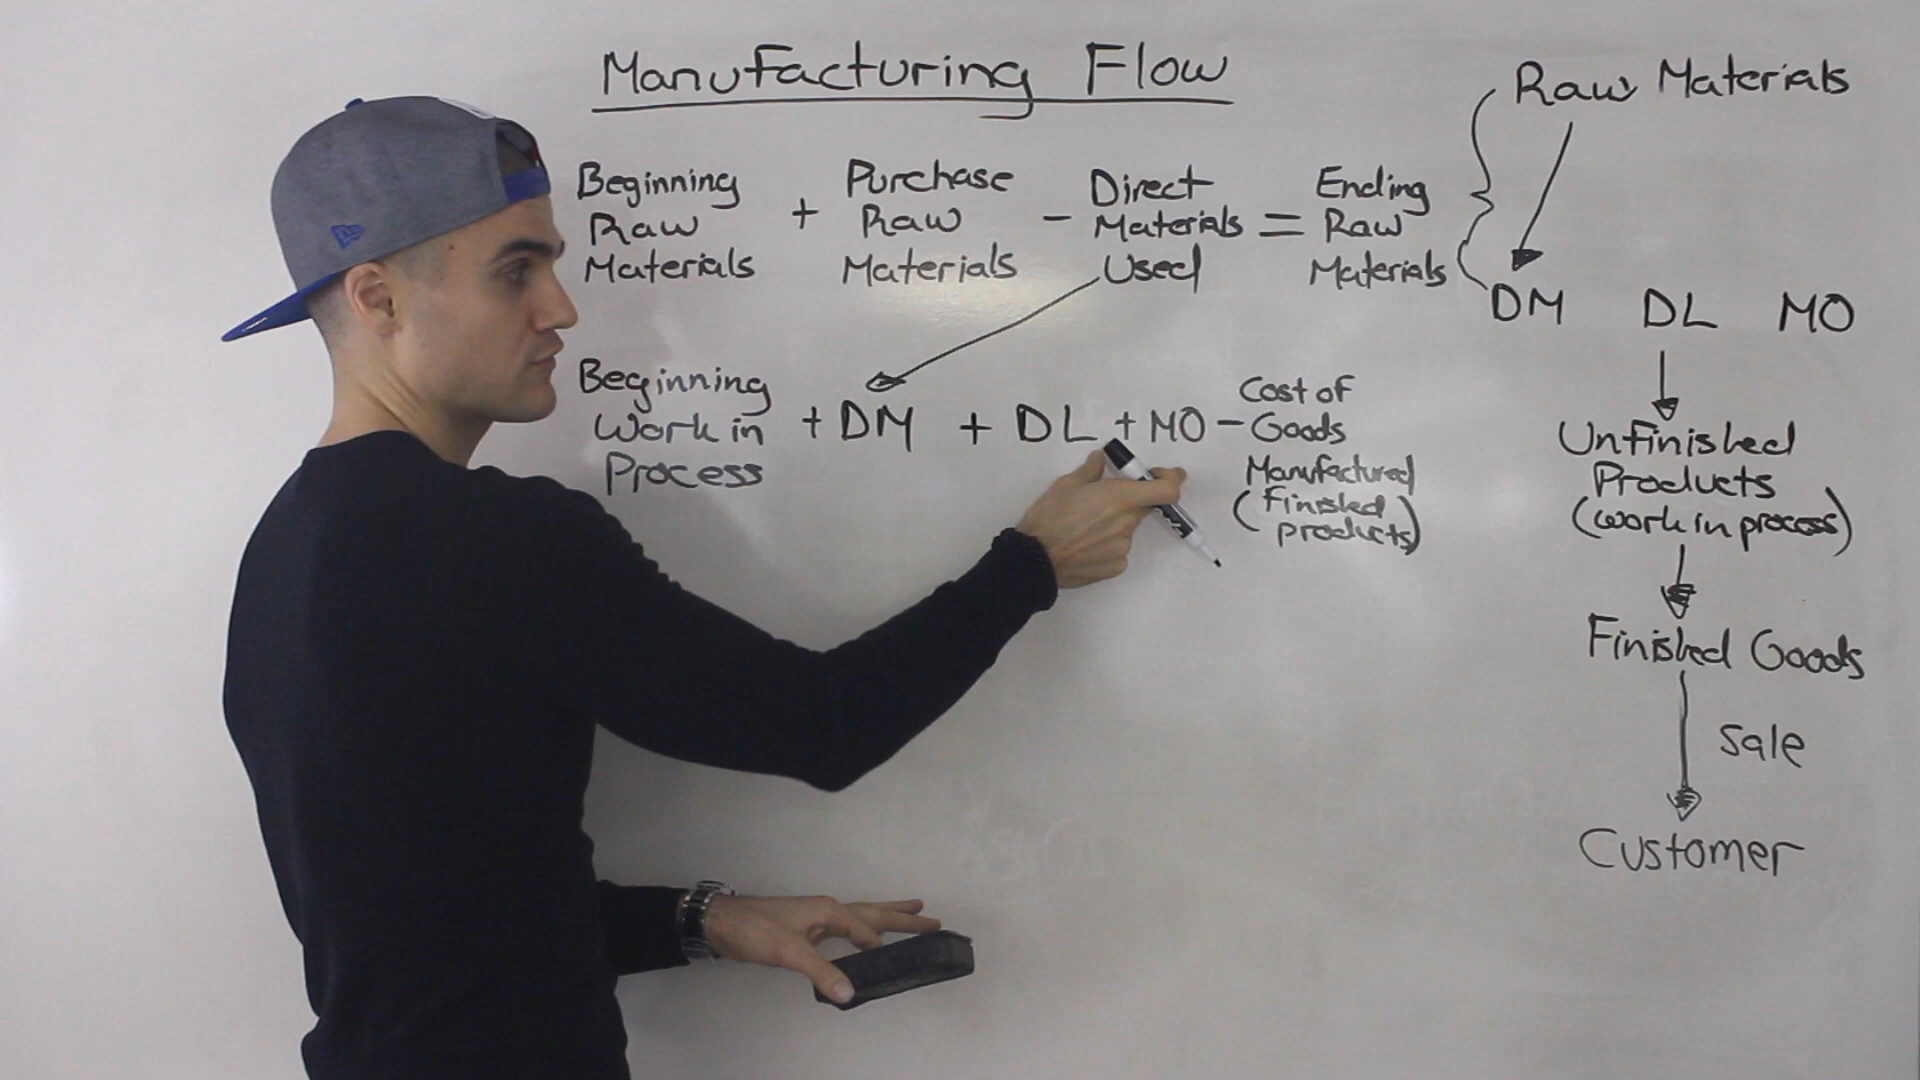 Manufacturing Flow
Beginning
Raw
Materials
+
Purchase
Raw
Materials
-
Direct
Materials
Used
=
Ending
Raw
Materials
Beginning
Work in
Process
+ DM + DL + MO -
Cost of
Goods
Manufactured
(Finished
products)
Raw Materials
DM DL MO
Unfinished
Products
(work in process)
Finished Goods
Sale
Customer